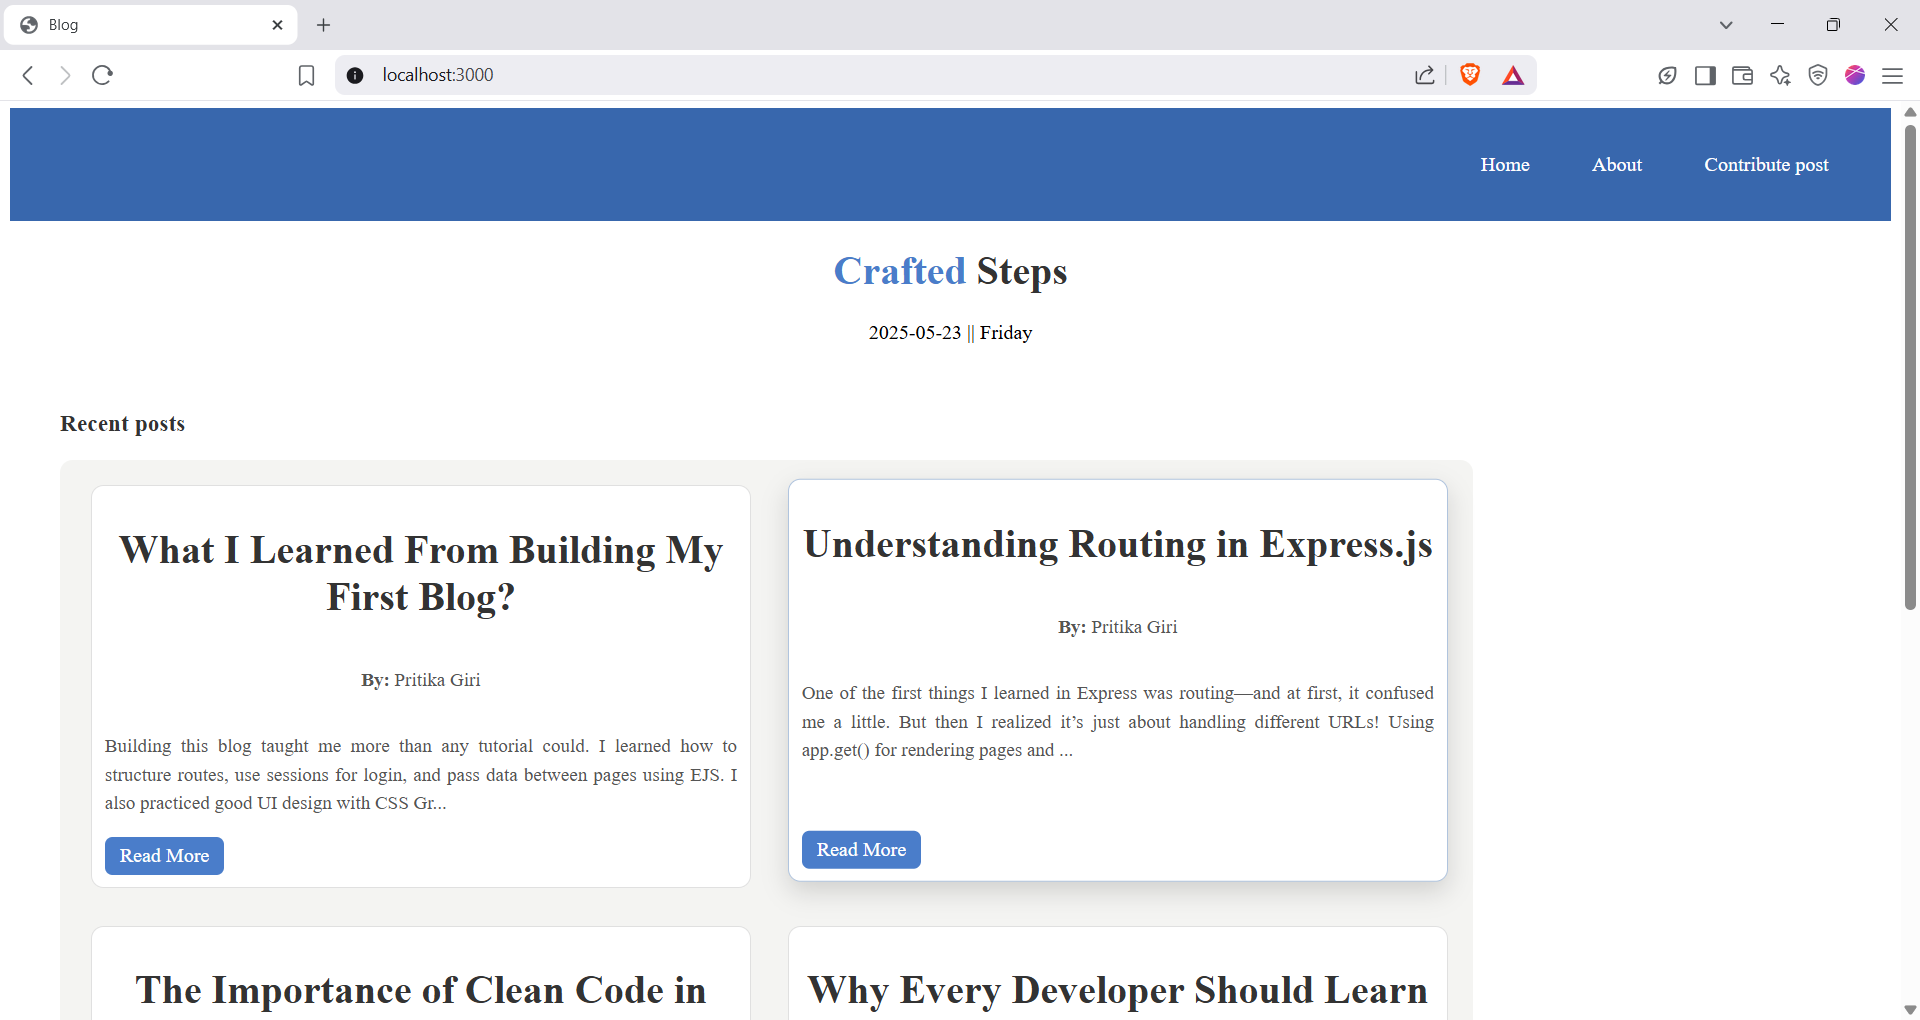 Blog
localhost:3000
Home About Contribute post
Crafted Steps
2025-05-23 || Friday
Recent posts
What I Learned From Building My
First Blog?
By: Pritika Giri
Building this blog taught me more than any tutorial could. I learned how to
structure routes, use sessions for login, and pass data between pages using EJS. I
also practiced good UI design with CSS Gr...
Read More
Understanding Routing in Express.js
By: Pritika Giri
One of the first things I learned in Express was routing—and at first, it confused
me a little. But then I realized it’s just about handling different URLs! Using
app.get() for rendering pages and ...
Read More
The Importance of Clean Code in
Why Every Developer Should Learn